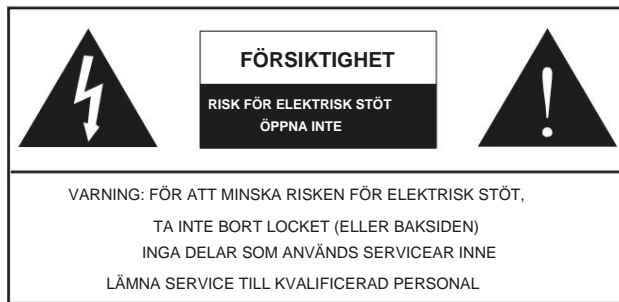 FÖRSIKTIGHET
RISK FÖR ELEKTRISK STÖT
ÖPPNA INTE
VARNING: FÖR ATT MINSKA RISKEN FÖR ELEKTRISK STÖT,
TA INTE BORT LOCKET (ELLER BAKSIDEN)
INGA DELAR SOM ANVÄNDS SERVICEAR INNE
LÄMNA SERVICE TILL KVALIFICERAD PERSONAL